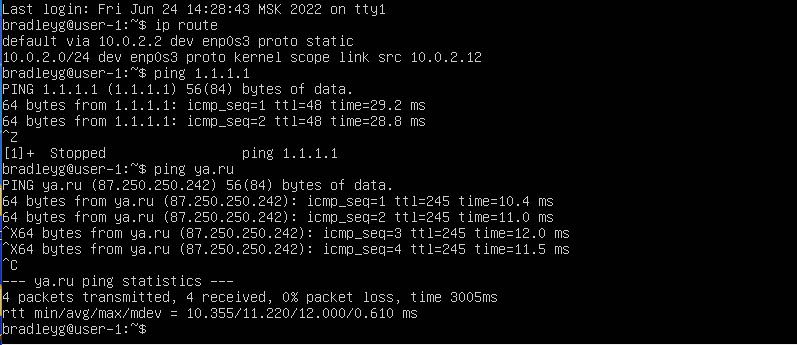 Last login: Fri Jun 24 14:28:43 MSK 2022 on tty1
bradleyg@user-1:~$ ip route
default via 10.0.2.2 dev enp0s3 proto static
10.0.2.0/24 dev enp0s3 proto kernel scope link src 10.0.2.12
bradleyg@user-1:~$ ping 1.1.1.1
PING 1.1.1.1 (1.1.1.1) 56(84) bytes of data.
64 bytes from 1.1.1.1: icmp_seq=1 ttl=48 time=29.2 ms
64 bytes from 1.1.1.1: icmp_seq=2 ttl=48 time=28.8 ms
^Z
[1]+  Stopped                 ping 1.1.1.1
bradleyg@user-1:~$ ping ya.ru
PING ya.ru (87.250.250.242) 56(84) bytes of data.
64 bytes from ya.ru (87.250.250.242): icmp_seq=1 ttl=245 time=10.4 ms
64 bytes from ya.ru (87.250.250.242): icmp_seq=2 ttl=245 time=11.0 ms
^X64 bytes from ya.ru (87.250.250.242): icmp_seq=3 ttl=245 time=12.0 ms
^X64 bytes from ya.ru (87.250.250.242): icmp_seq=4 ttl=245 time=11.5 ms
^C
--- ya.ru ping statistics ---
4 packets transmitted, 4 received, 0% packet loss, time 3005ms
rtt min/avg/max/mdev = 10.355/11.220/12.000/0.610 ms
bradleyg@user-1:~$